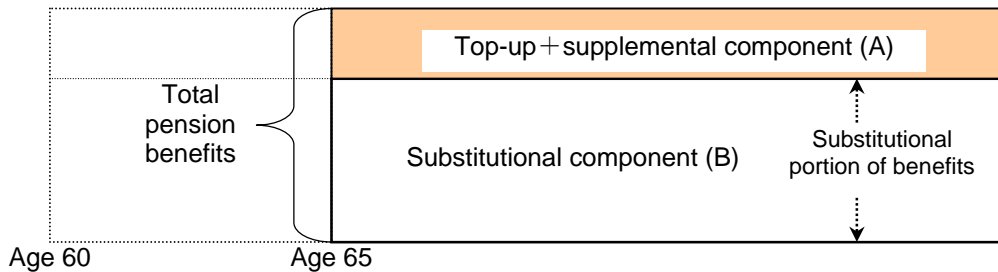 Top-up＋supplemental component (A)
Total
pension
benefits
Substitutional component (B)
Substitutional
portion of benefits
Age 60
Age 65